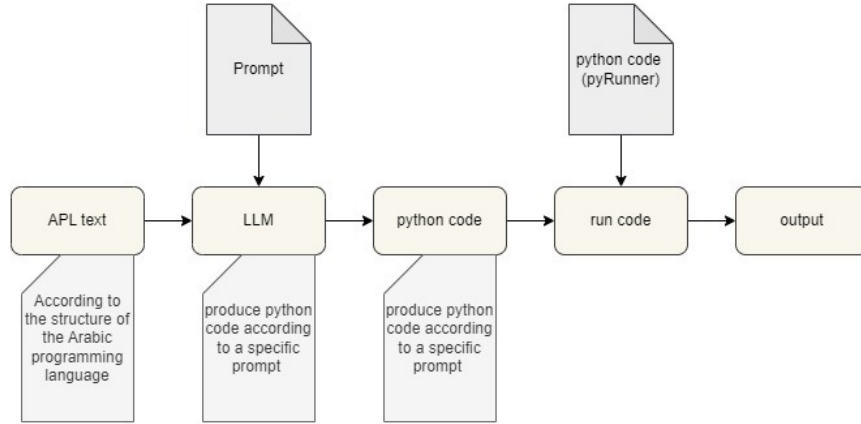 Prompt
python code
(pyRunner)
APL text
LLM
python code
run code
output
According to
the structure of
the Arabic
programming
language
produce python
code according
to a specific
prompt
produce python
code according
to a specific
prompt